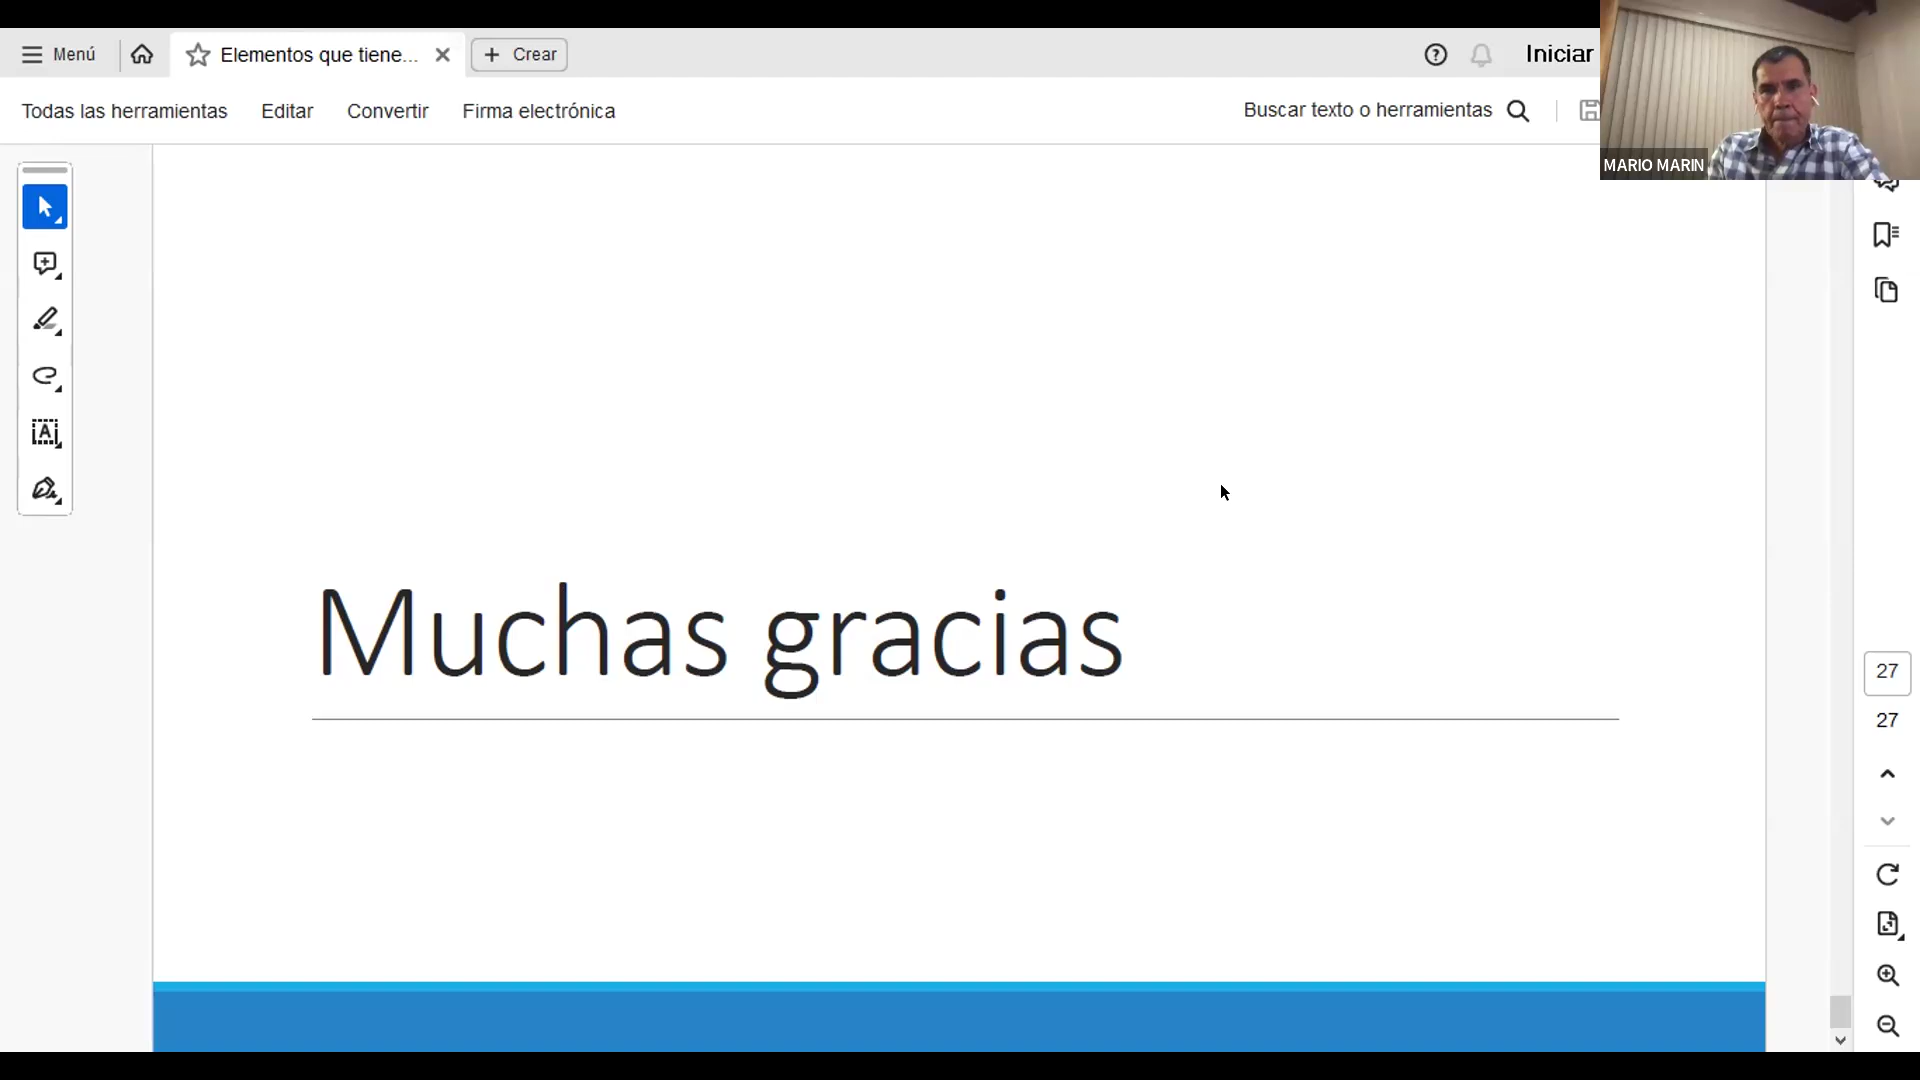 Menú
Elementos que tiene...
Crear
Iniciar
Todas las herramientas
Editar
Convertir
Firma electrónica
Buscar texto o herramientas
MARIO MARIN
Muchas gracias
27
27